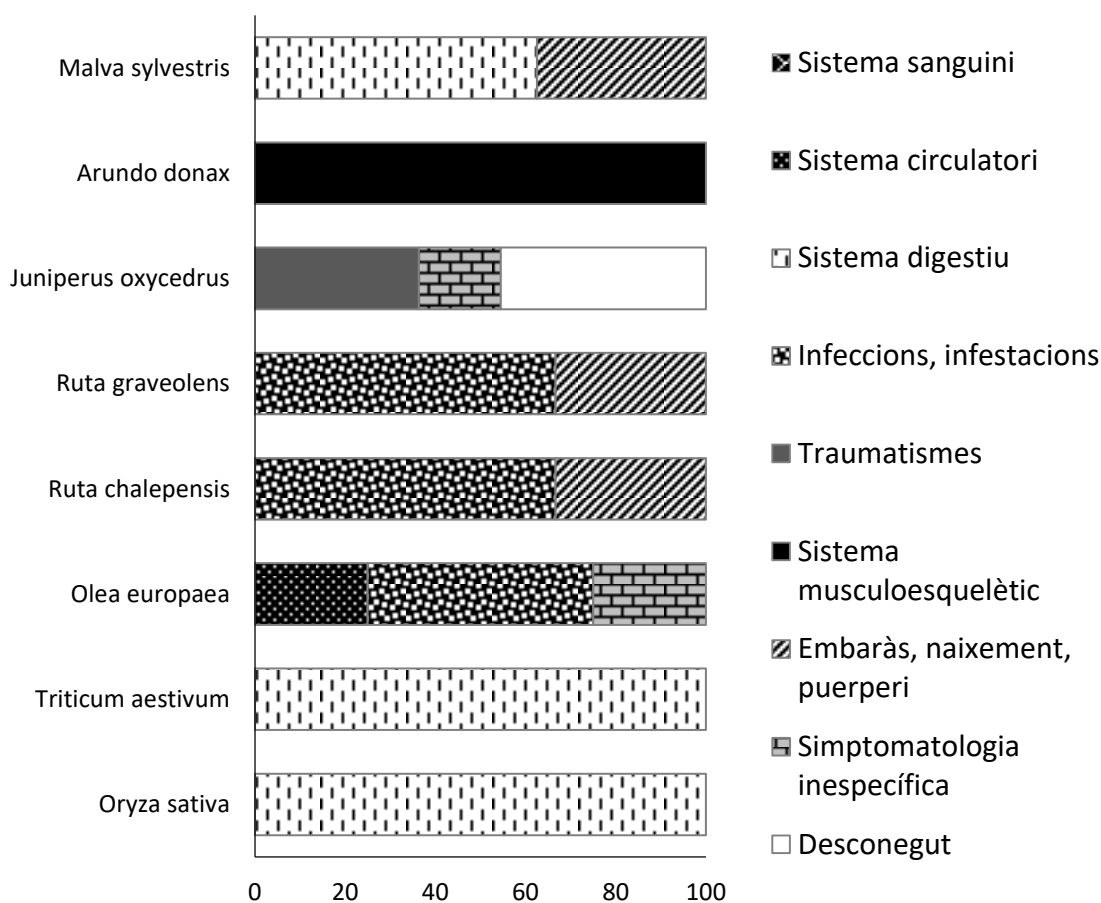 Malva sylvestris
Arundo donax
Juniperus oxycedrus
Ruta graveolens
Ruta chalepensis
Olea europaea
Triticum aestivum
Oryza sativa
0 20 40 60 80 100
Sistema sanguini
Sistema circulatori
Sistema digestiu
Infeccions, infestacions
Traumatismes
Sistema
musculoesquelètic
Embaràs, naixement,
puerperi
Simptomatologia
inespecífica
Desconegut